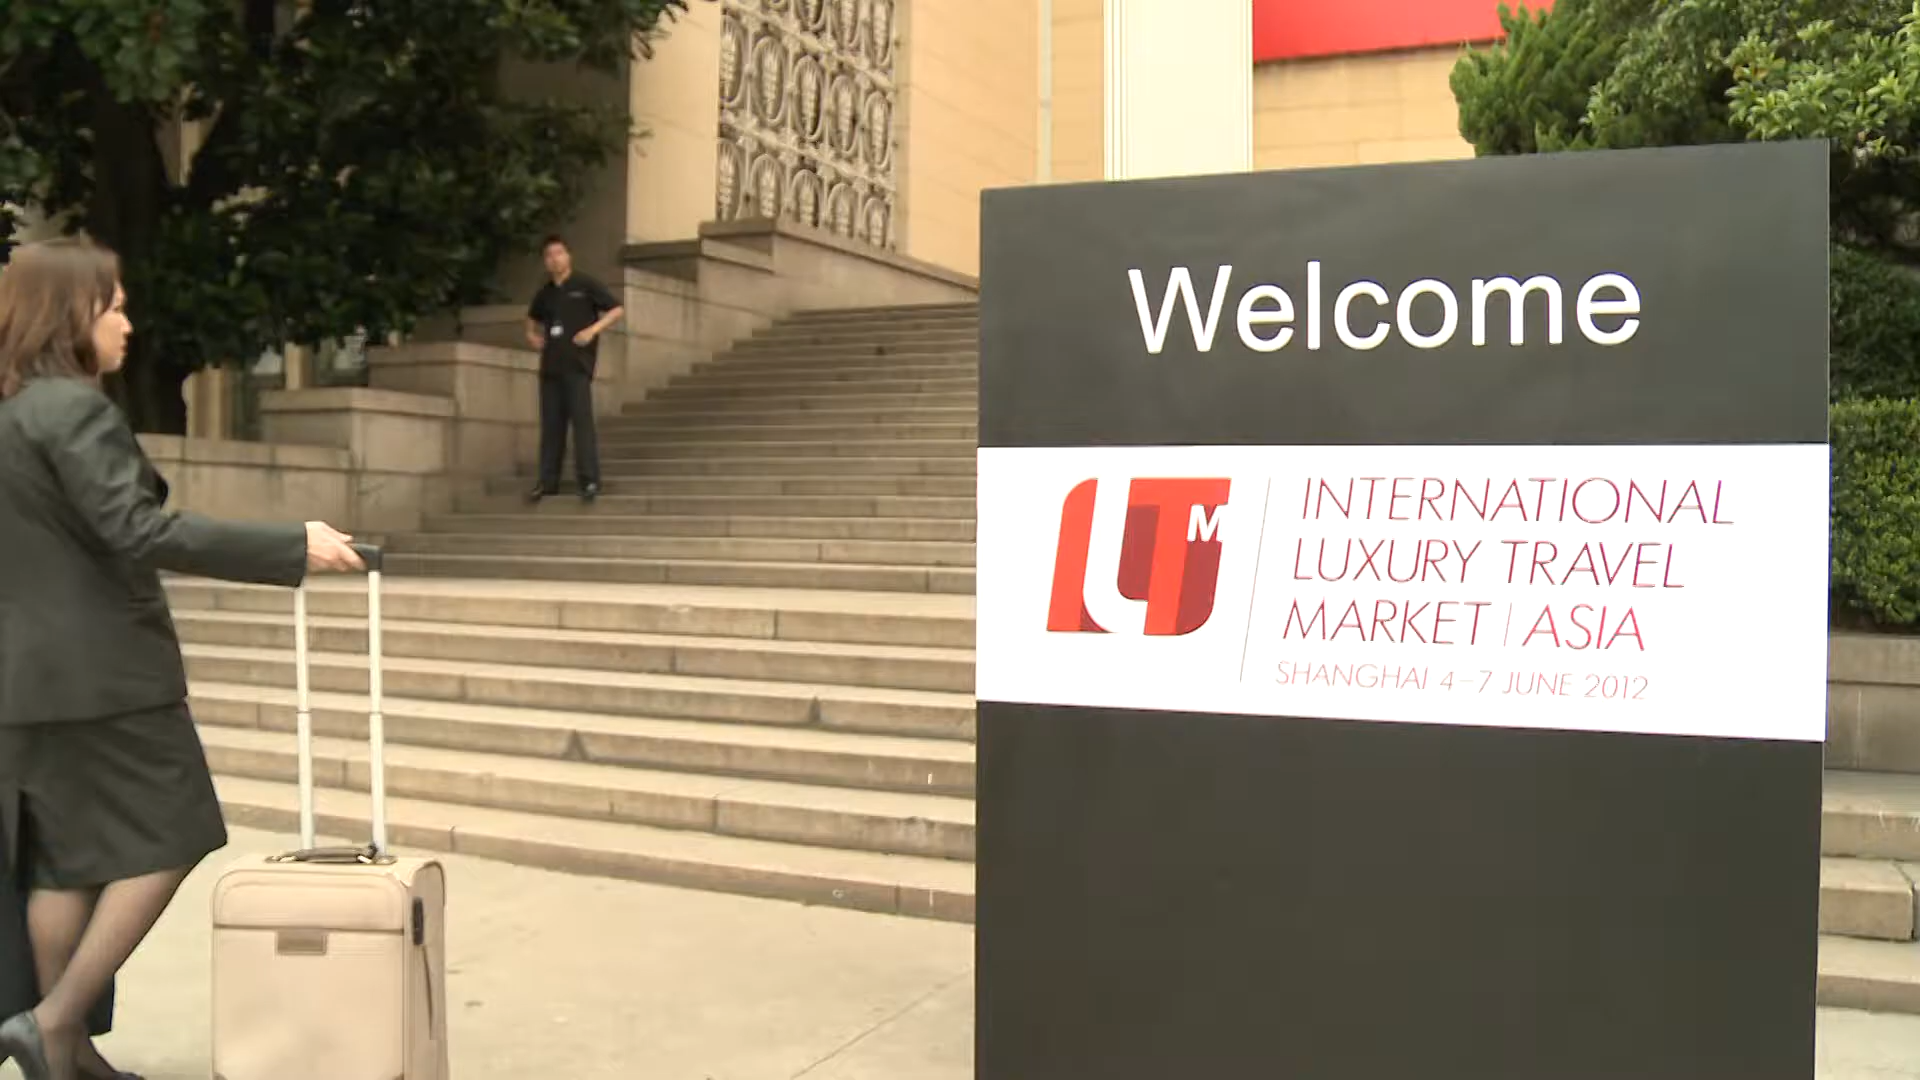 Welcome
ILTM
INTERNATIONAL
LUXURY TRAVEL
MARKET | ASIA
SHANGHAI 4-7 JUNE 2012